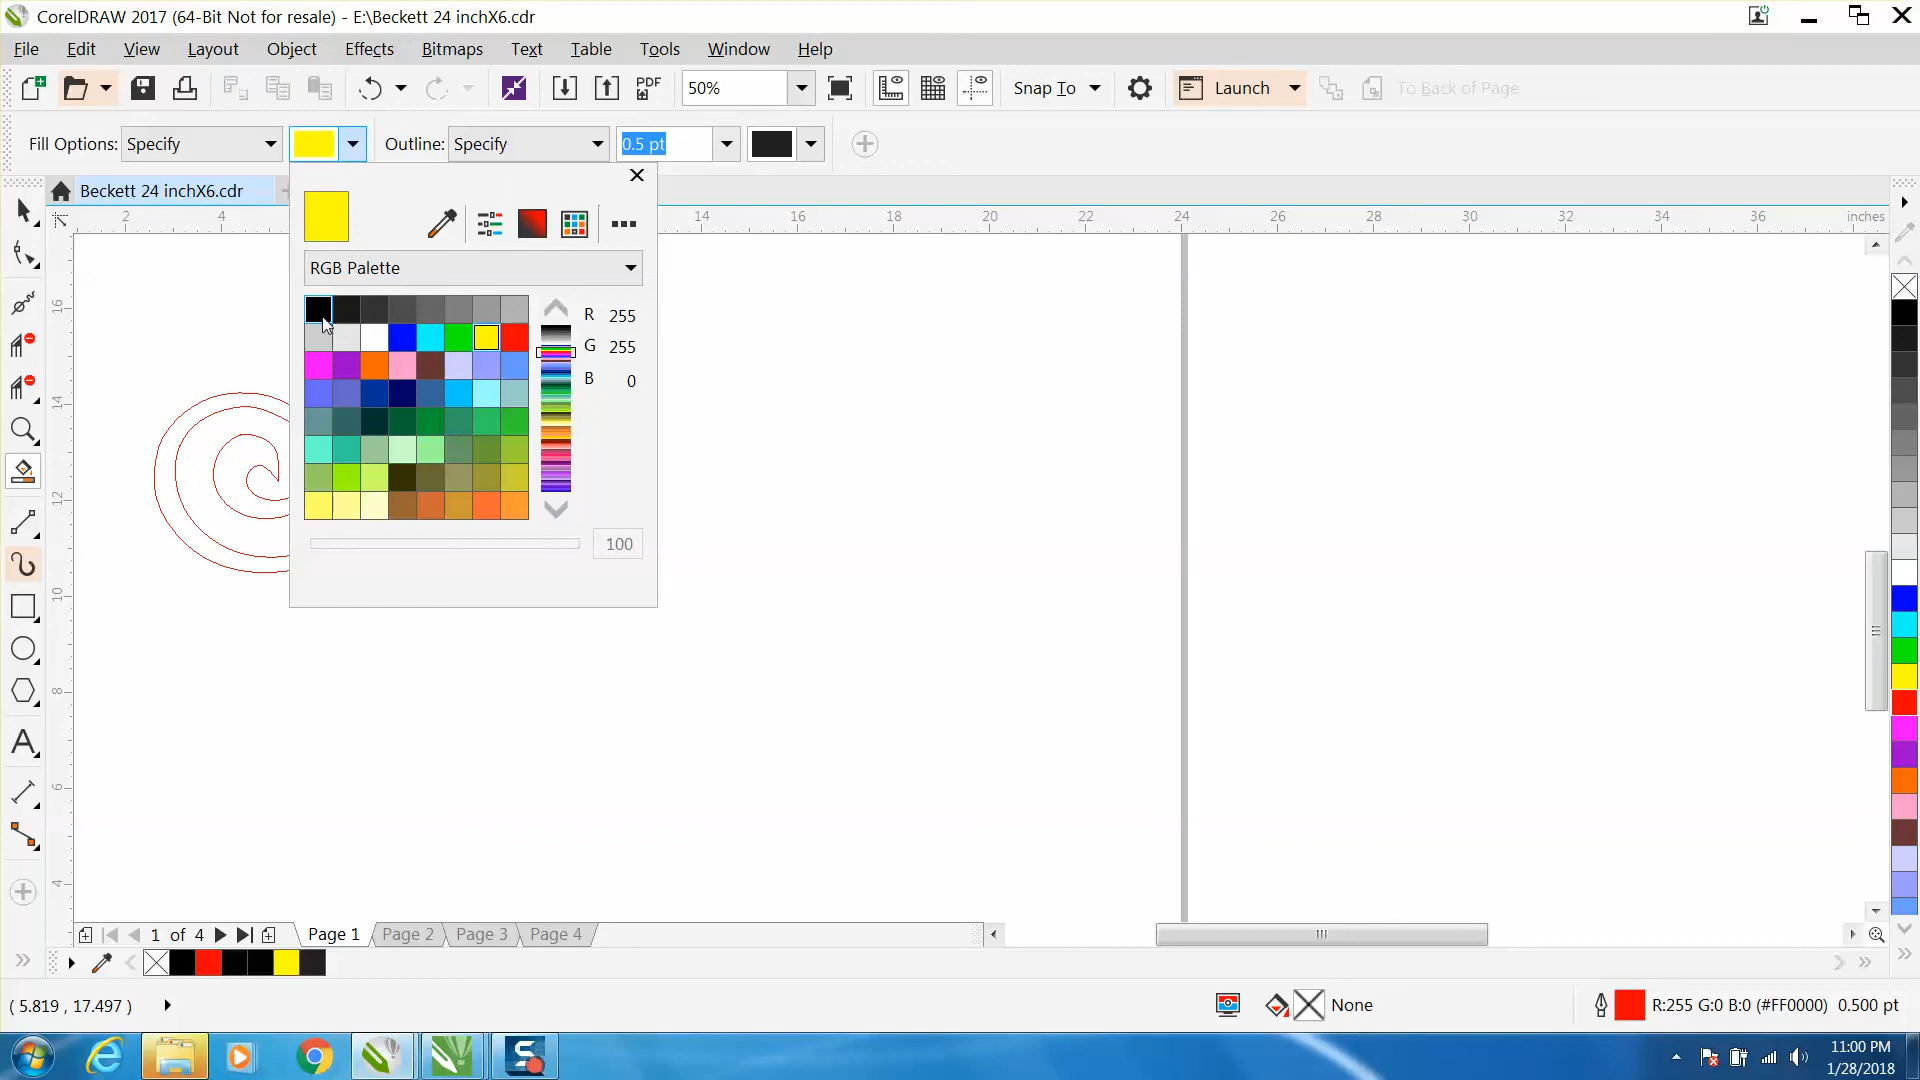 CorelDRAW 2017 (64-Bit Not for resale) - E:\Beckett 24 inchX6.cdr
File Edit View Layout Object Effects Bitmaps Text Table Tools Window Help
PDF 50% Snap To Launch To Back of Page
Fill Options: Specify Outline: Specify 0.5 pt
Beckett 24 inchX6.cdr
2 4 14 16 18 20 22 24 26 28 30 32 34 36 inches
RGB Palette
R 255
G 255
B 0
100
16
14
12
10
8
6
4
1 of 4 Page 1 Page 2 Page 3 Page 4
( 5.819 , 17.497 ) None R:255 G:0 B:0 (#FF0000) 0.500 pt
11:00 PM
1/28/2018